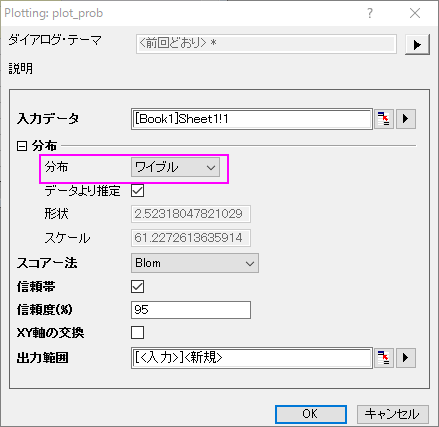 Plotting: plot_prob ? ×
ダイアログ・テーマ <前回どおり> *
説明
入力データ [Book1]Sheet1!1
分布
分布 ワイブル
データより推定
形状 2.52318047821029
スケール 61.2272613635914
スコアー法 Blom
信頼帯
信頼度(%) 95
XY軸の交換
出力範囲 [<入力>]<新規>
OK キャンセル